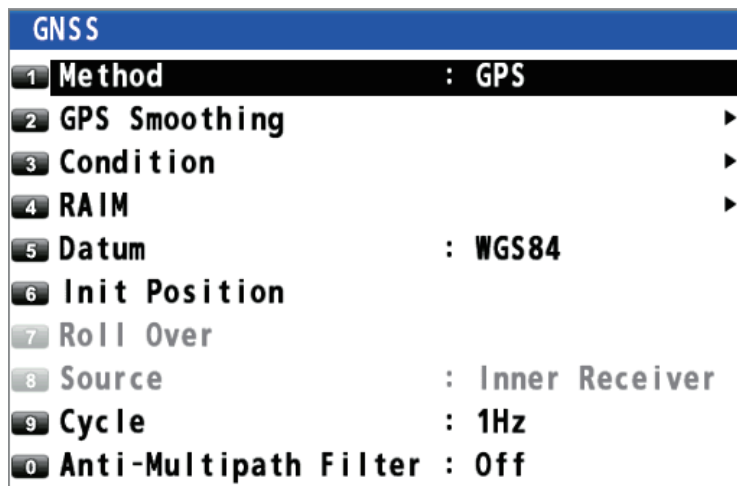 GNSS
1 Method : GPS
2 GPS Smoothing ▶
3 Condition ▶
4 RAIM ▶
5 Datum : WGS84
6 Init Position
7 Roll Over
8 Source : Inner Receiver
9 Cycle : 1Hz
0 Anti-Multipath Filter : Off